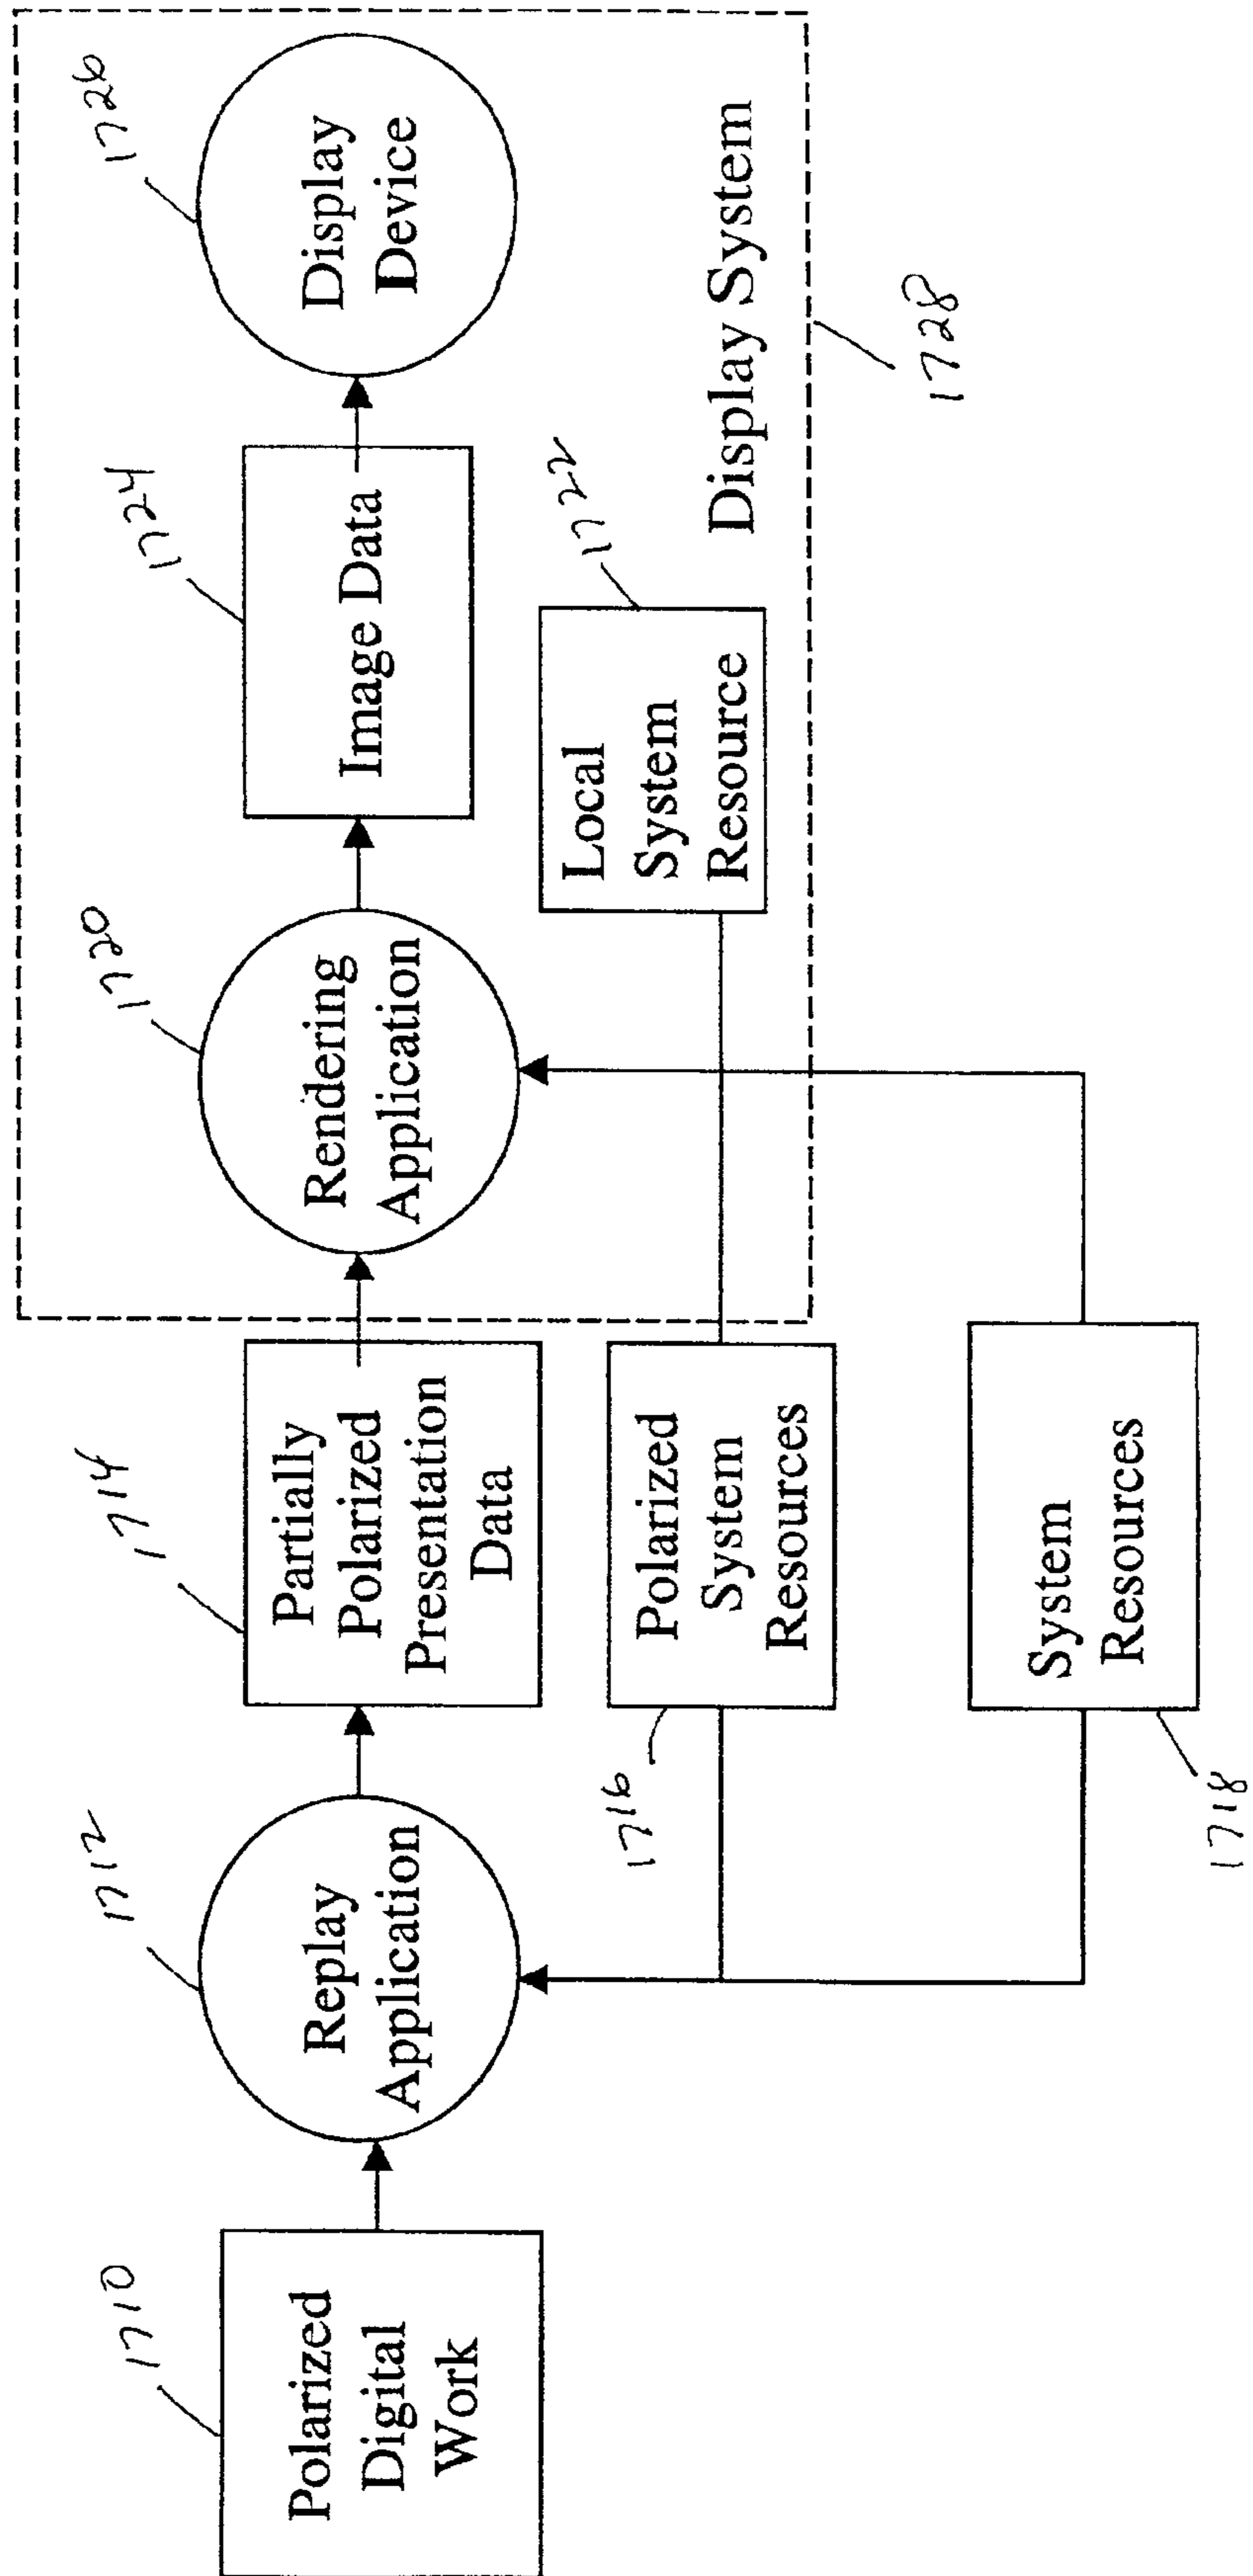 1710
Polarized
Digital
Work
1712
Replay
Application
1714
Partially
Polarized
Presentation
Data
1716
Polarized
System
Resources
1718
System
Resources
1720
Rendering
Application
1724
Image Data
1722
Local
System
Resource
1726
Display
Device
Display System
1728